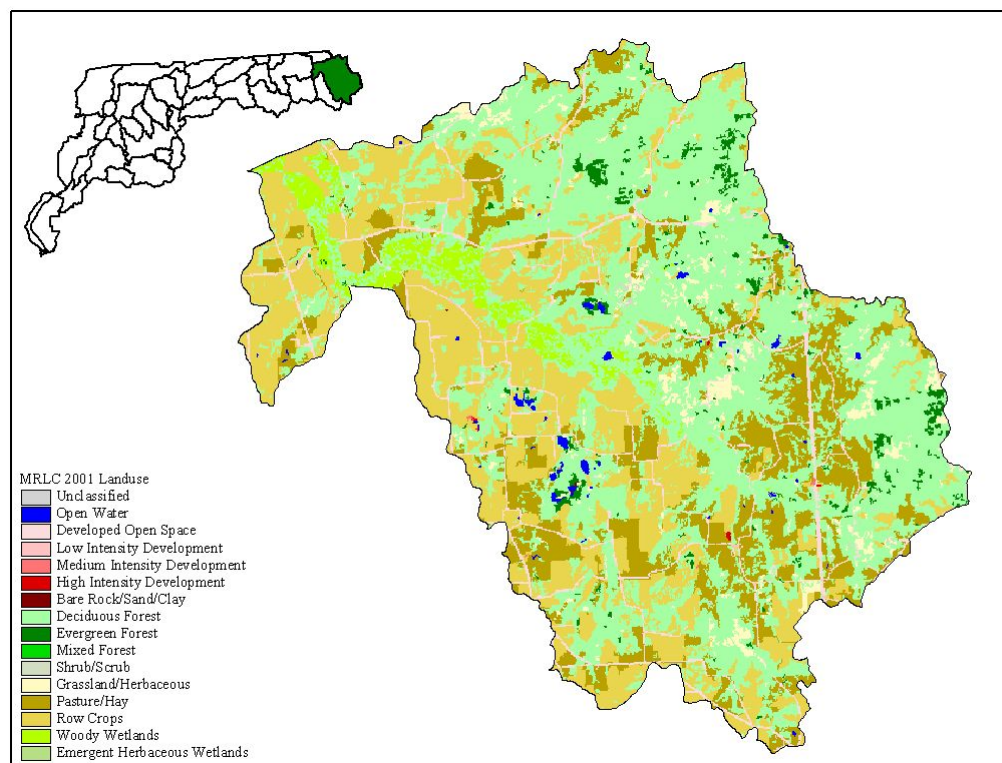 MRLC 2001 Landuse
Unclassified
Open Water
Developed Open Space
Low Intensity Development
Medium Intensity Development
High Intensity Development
Bare Rock/Sand/Clay
Deciduous Forest
Evergreen Forest
Mixed Forest
Shrub/Scrub
Grassland/Herbaceous
Pasture/Hay
Row Crops
Woody Wetlands
Emergent Herbaceous Wetlands